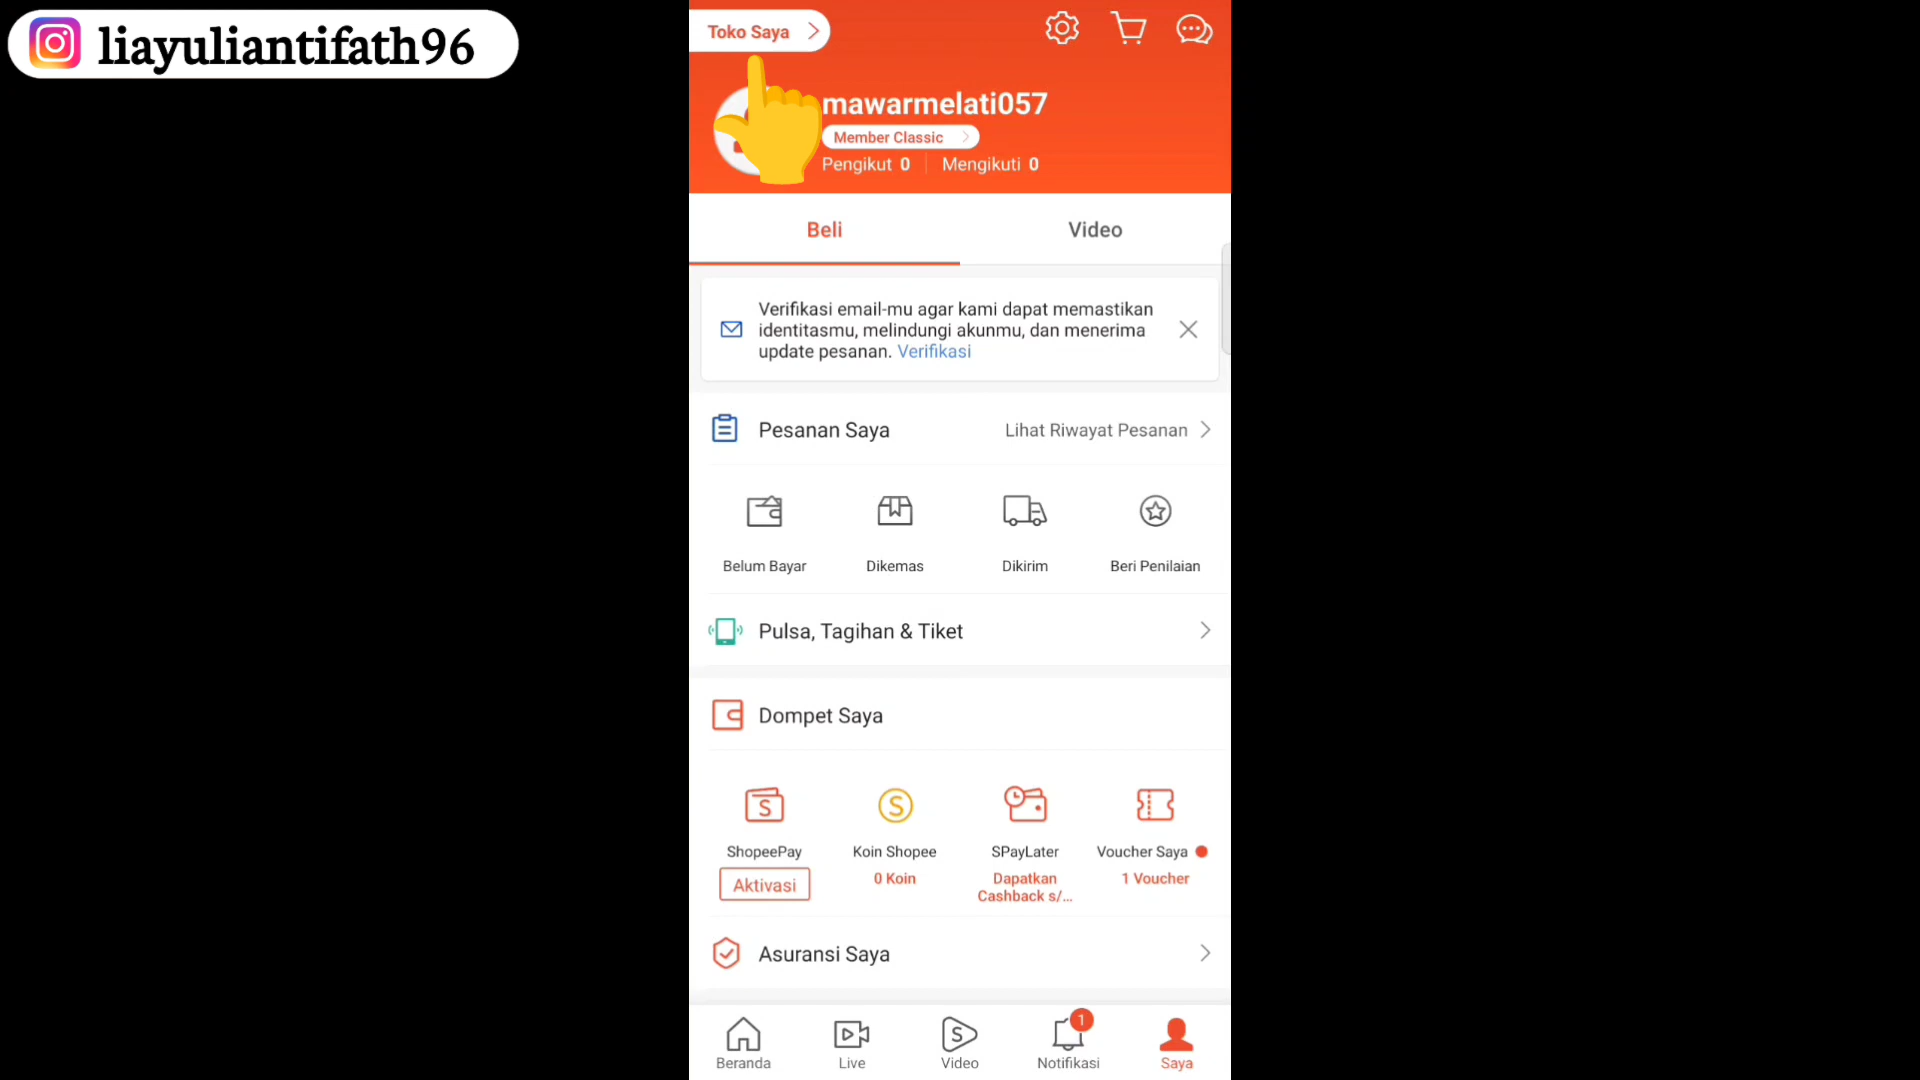 liayuliantifath96
Toko Saya
mawarmelati057
Member Classic
Pengikut 0 Mengikuti 0
Beli Video
Verifikasi email-mu agar kami dapat memastikan
identitasmu, melindungi akunmu, dan menerima
update pesanan. Verifikasi
Pesanan Saya Lihat Riwayat Pesanan
Belum Bayar Dikemas Dikirim Beri Penilaian
Pulsa, Tagihan & Tiket
Dompet Saya
ShopeePay Koin Shopee SPayLater Voucher Saya
Aktivasi 0 Koin Dapatkan 1 Voucher
Cashback s/...
Asuransi Saya
1
Beranda Live Video Notifikasi Saya